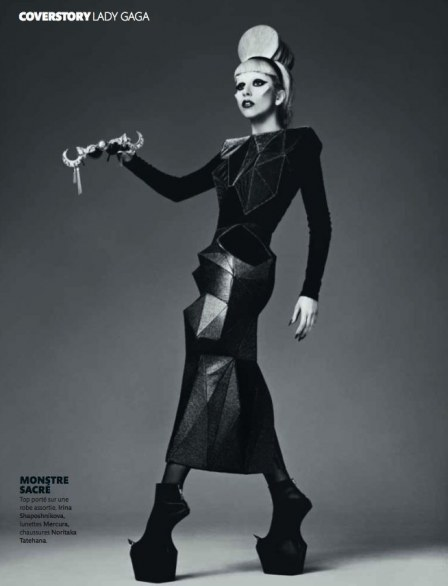 COVERSTORY LADY GAGA
MONSTRE
SACRÉ
Top porté sur une
robe assortie, Irina
Shaposhnikova,
lunettes Mercura,
chaussures Noritaka
Tatehana.